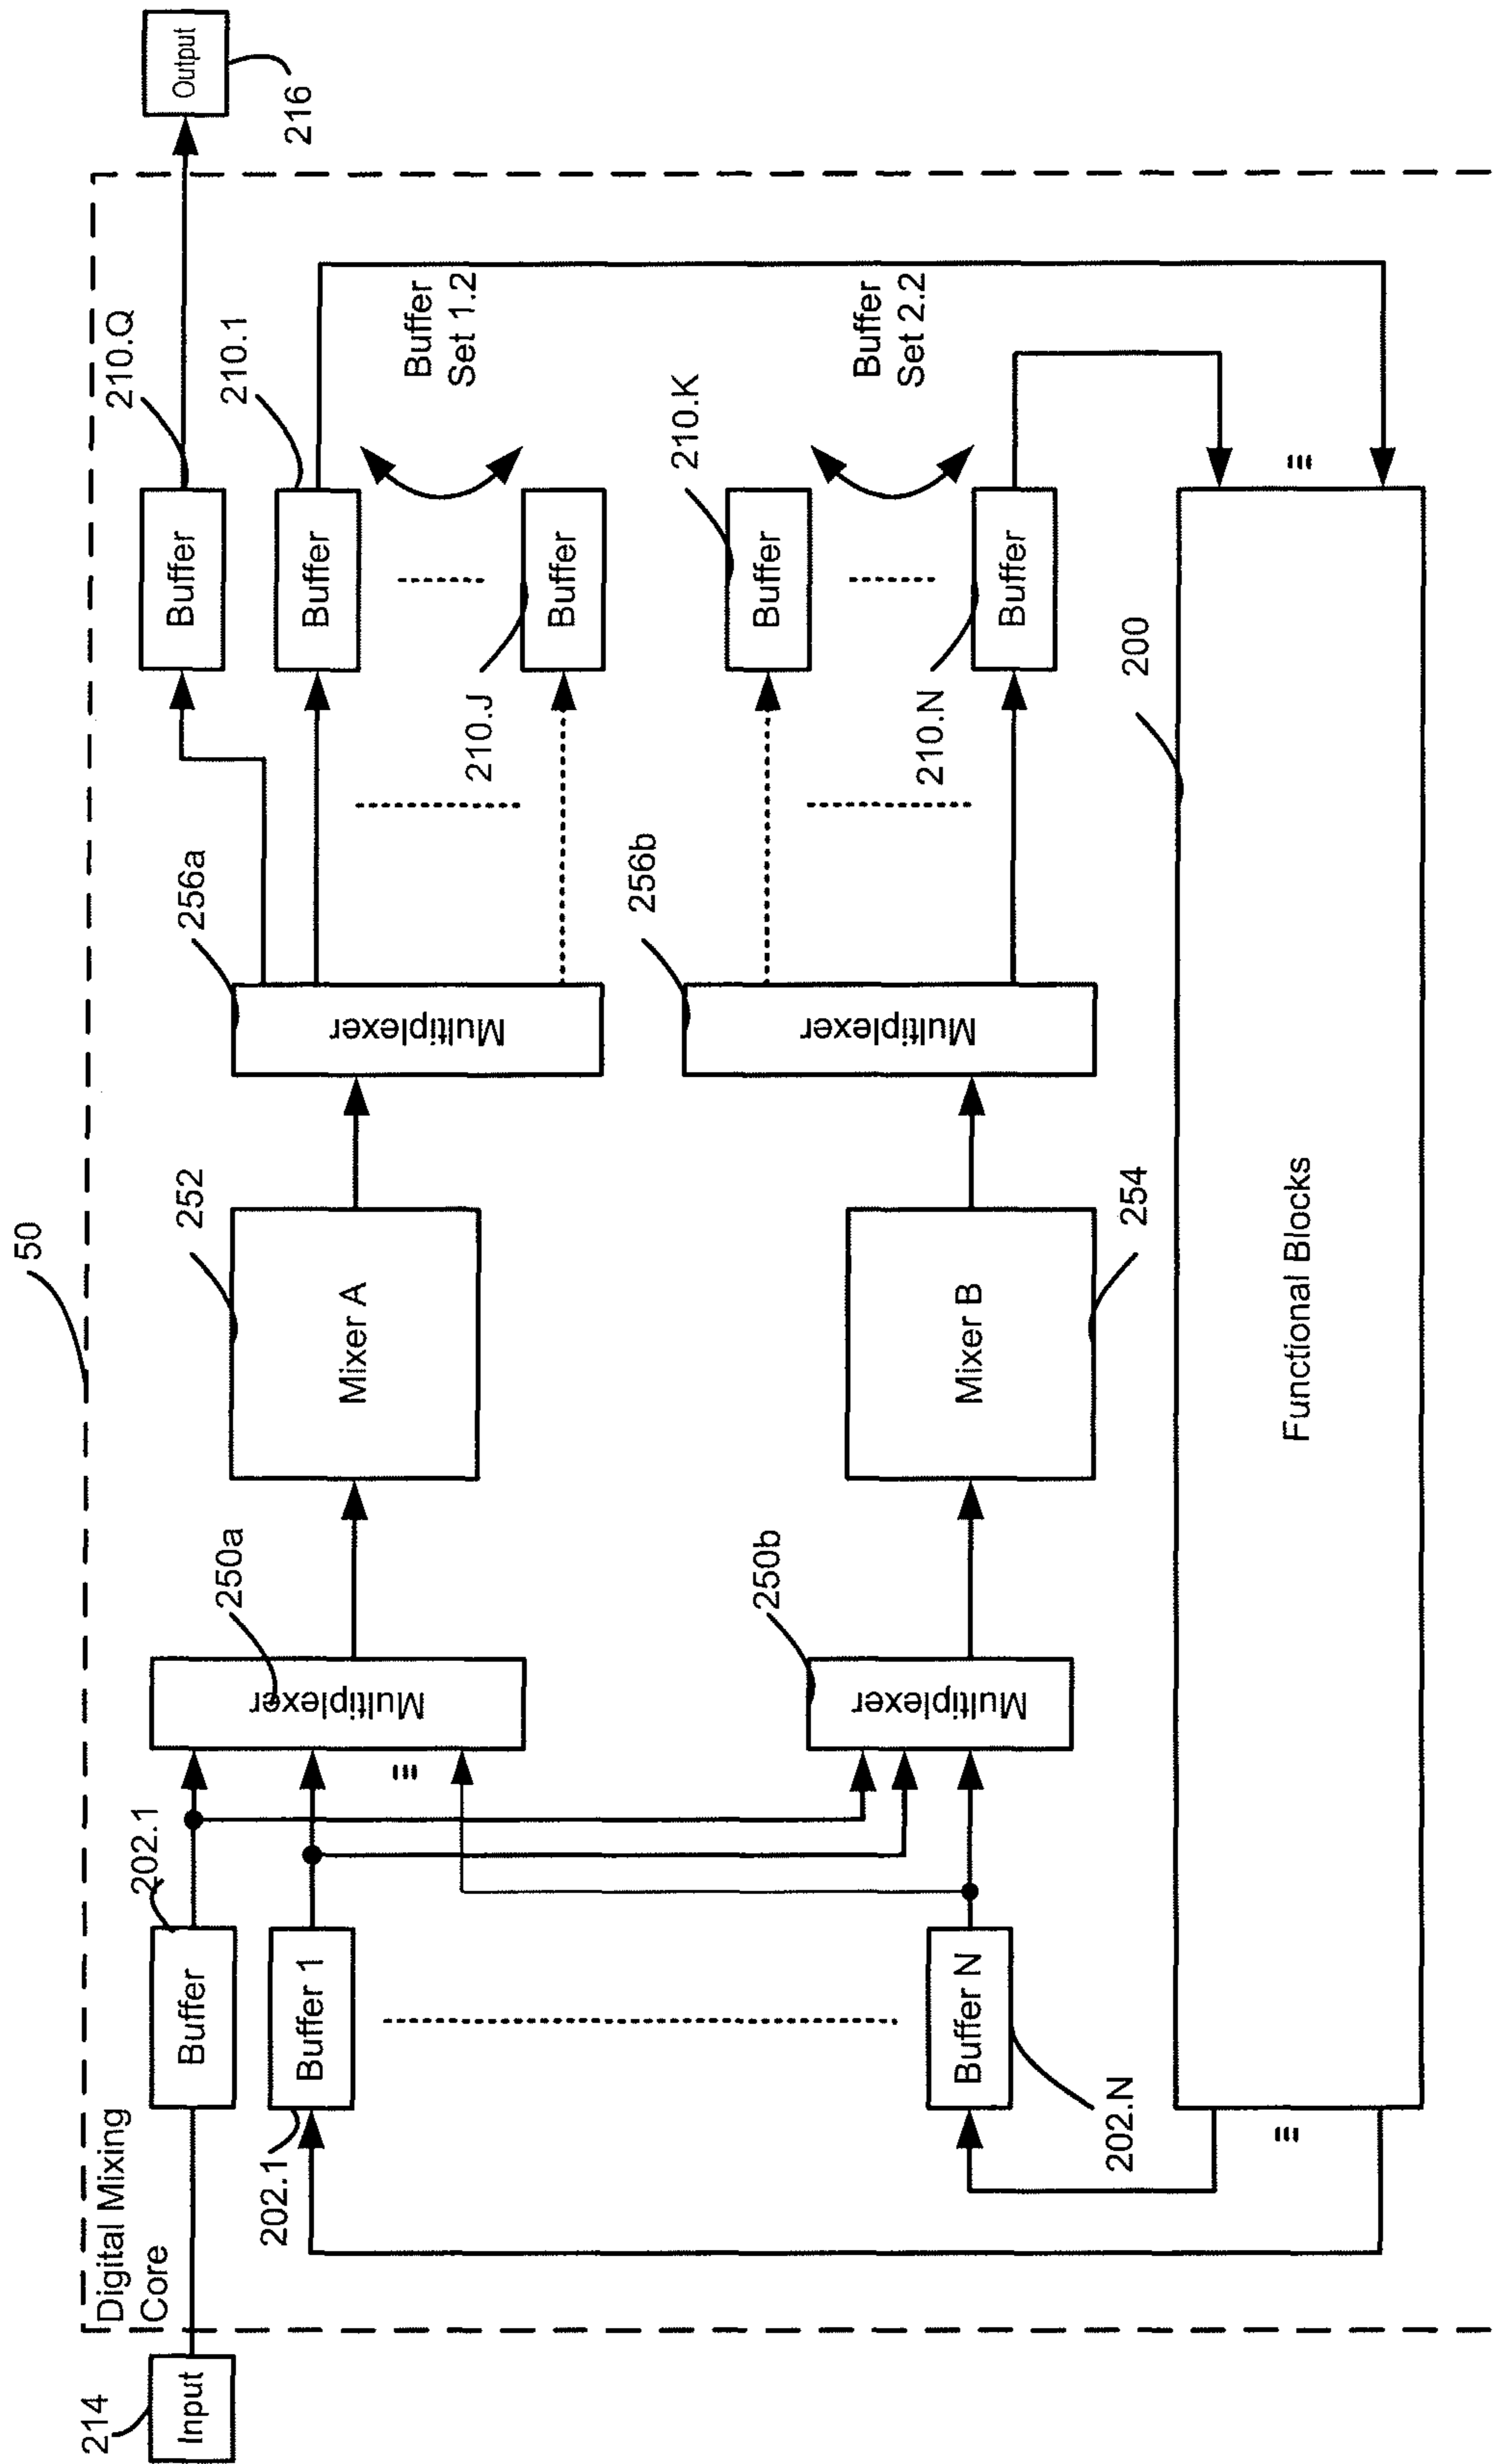 50
Digital Mixing
Core
214
Input
202.1
Buffer
202.1
Buffer 1
Buffer N
202.N
250a
Multiplexer
250b
Multiplexer
252
Mixer A
Mixer B
254
256a
Multiplexer
256b
Multiplexer
210.Q
Buffer
210.1
Buffer
210.J
Buffer
Buffer
Set 1.2
210.K
Buffer
210.N
Buffer
Buffer
Set 2.2
Output
216
200
Functional Blocks